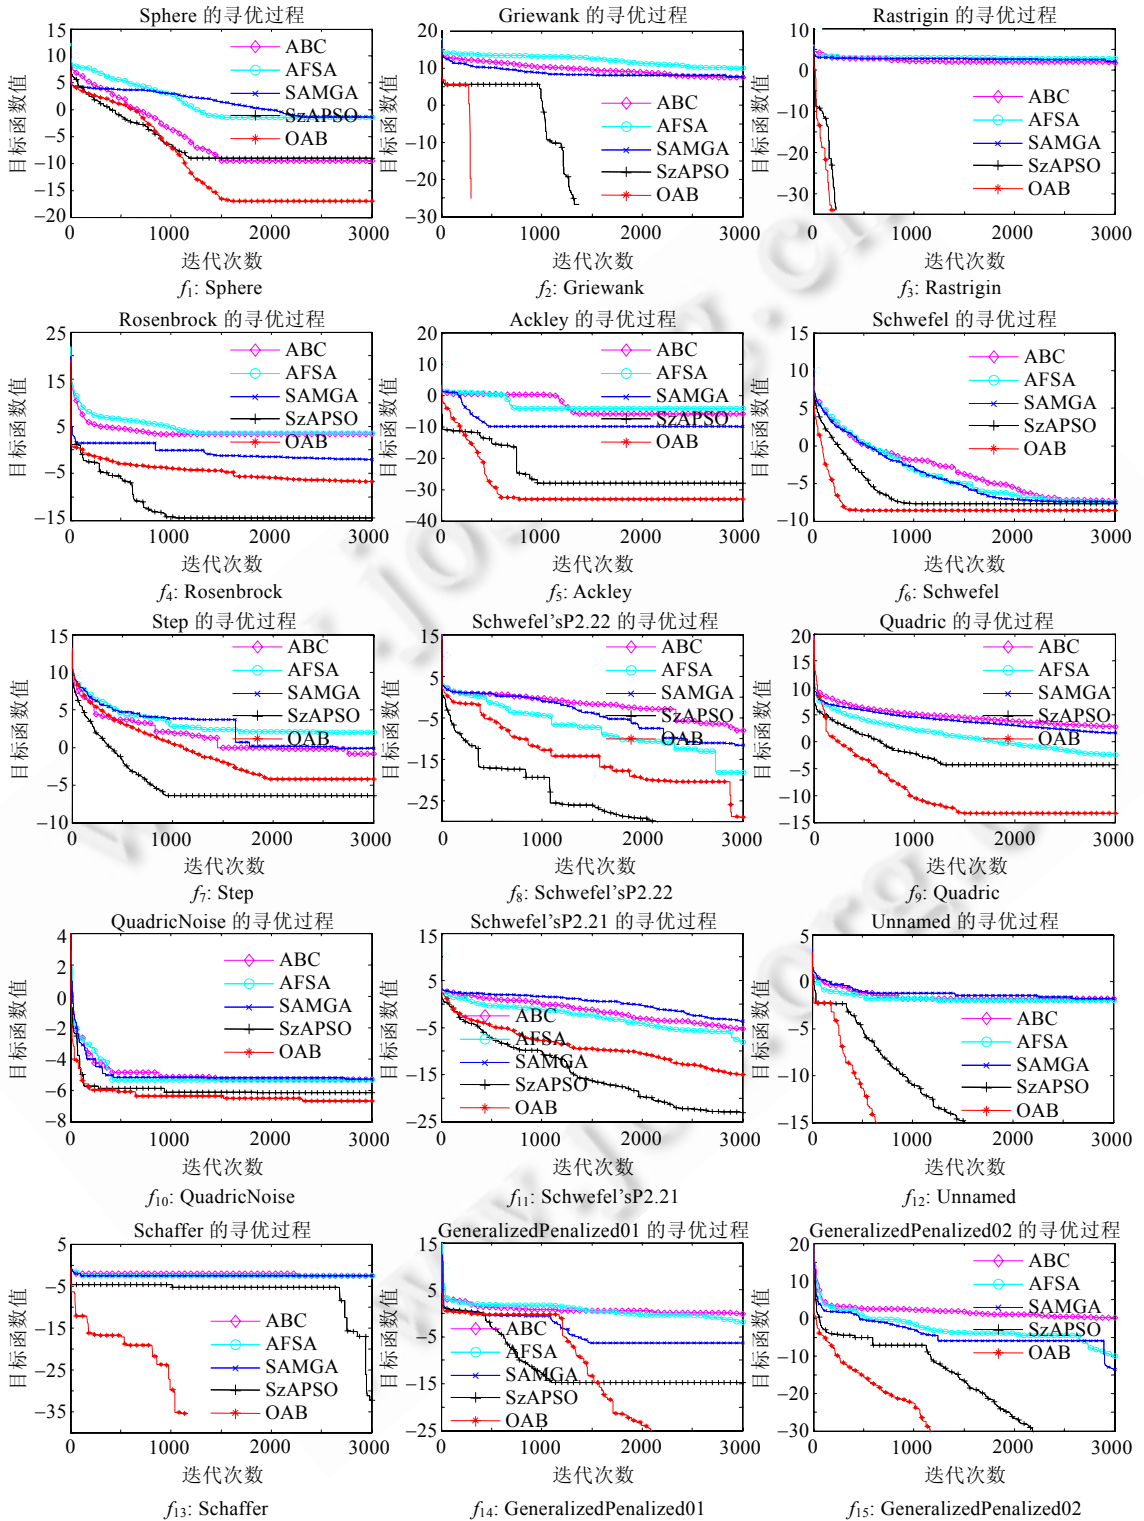 Sphere 的寻优过程
目标函数值
15
10
5
0
−5
−10
−15
−20
ABC
AFSA
SAMGA
SzAPSO
OAB
0 1000 2000 3000
迭代次数
f1: Sphere
Griewank 的寻优过程
目标函数值
20
10
0
−10
−20
−30
ABC
AFSA
SAMGA
SzAPSO
OAB
0 1000 2000 3000
迭代次数
f2: Griewank
Rastrigin 的寻优过程
目标函数值
10
0
−10
−20
−30
ABC
AFSA
SAMGA
SzAPSO
OAB
0 1000 2000 3000
迭代次数
f3: Rastrigin
Rosenbrock 的寻优过程
目标函数值
25
15
5
−5
−15
ABC
AFSA
SAMGA
SzAPSO
OAB
0 1000 2000 3000
迭代次数
f4: Rosenbrock
Ackley 的寻优过程
目标函数值
20
10
0
−10
−20
−30
−40
ABC
AFSA
SAMGA
SzAPSO
OAB
0 1000 2000 3000
迭代次数
f5: Ackley
Schwefel 的寻优过程
目标函数值
15
10
5
0
−5
−10
ABC
AFSA
SAMGA
SzAPSO
OAB
0 1000 2000 3000
迭代次数
f6: Schwefel
Step 的寻优过程
目标函数值
15
10
5
0
−5
−10
ABC
AFSA
SAMGA
SzAPSO
OAB
0 1000 2000 3000
迭代次数
f7: Step
Schwefel’sP2.22 的寻优过程
目标函数值
15
5
−5
−15
−25
ABC
AFSA
SAMGA
SzAPSO
OAB
0 1000 2000 3000
迭代次数
f8: Schwefel’sP2.22
Quadric 的寻优过程
目标函数值
20
15
10
5
0
−5
−10
−15
ABC
AFSA
SAMGA
SzAPSO
OAB
0 1000 2000 3000
迭代次数
f9: Quadric
QuadricNoise 的寻优过程
目标函数值
4
2
0
−2
−4
−6
−8
ABC
AFSA
SAMGA
SzAPSO
OAB
0 1000 2000 3000
迭代次数
f10: QuadricNoise
Schwefel’sP2.21 的寻优过程
目标函数值
15
5
−5
−15
−25
ABC
AFSA
SAMGA
SzAPSO
OAB
0 1000 2000 3000
迭代次数
f11: Schwefel’sP2.21
Unnamed 的寻优过程
目标函数值
5
0
−5
−10
−15
ABC
AFSA
SAMGA
SzAPSO
OAB
0 1000 2000 3000
迭代次数
f12: Unnamed
Schaffer 的寻优过程
目标函数值
5
−5
−15
−25
−35
ABC
AFSA
SAMGA
SzAPSO
OAB
0 1000 2000 3000
迭代次数
f13: Schaffer
GeneralizedPenalized01 的寻优过程
目标函数值
15
5
−5
−15
−25
ABC
AFSA
SAMGA
SzAPSO
OAB
0 1000 2000 3000
迭代次数
f14: GeneralizedPenalized01
GeneralizedPenalized02 的寻优过程
目标函数值
20
10
0
−10
−20
−30
ABC
AFSA
SAMGA
SzAPSO
OAB
0 1000 2000 3000
迭代次数
f15: GeneralizedPenalized02